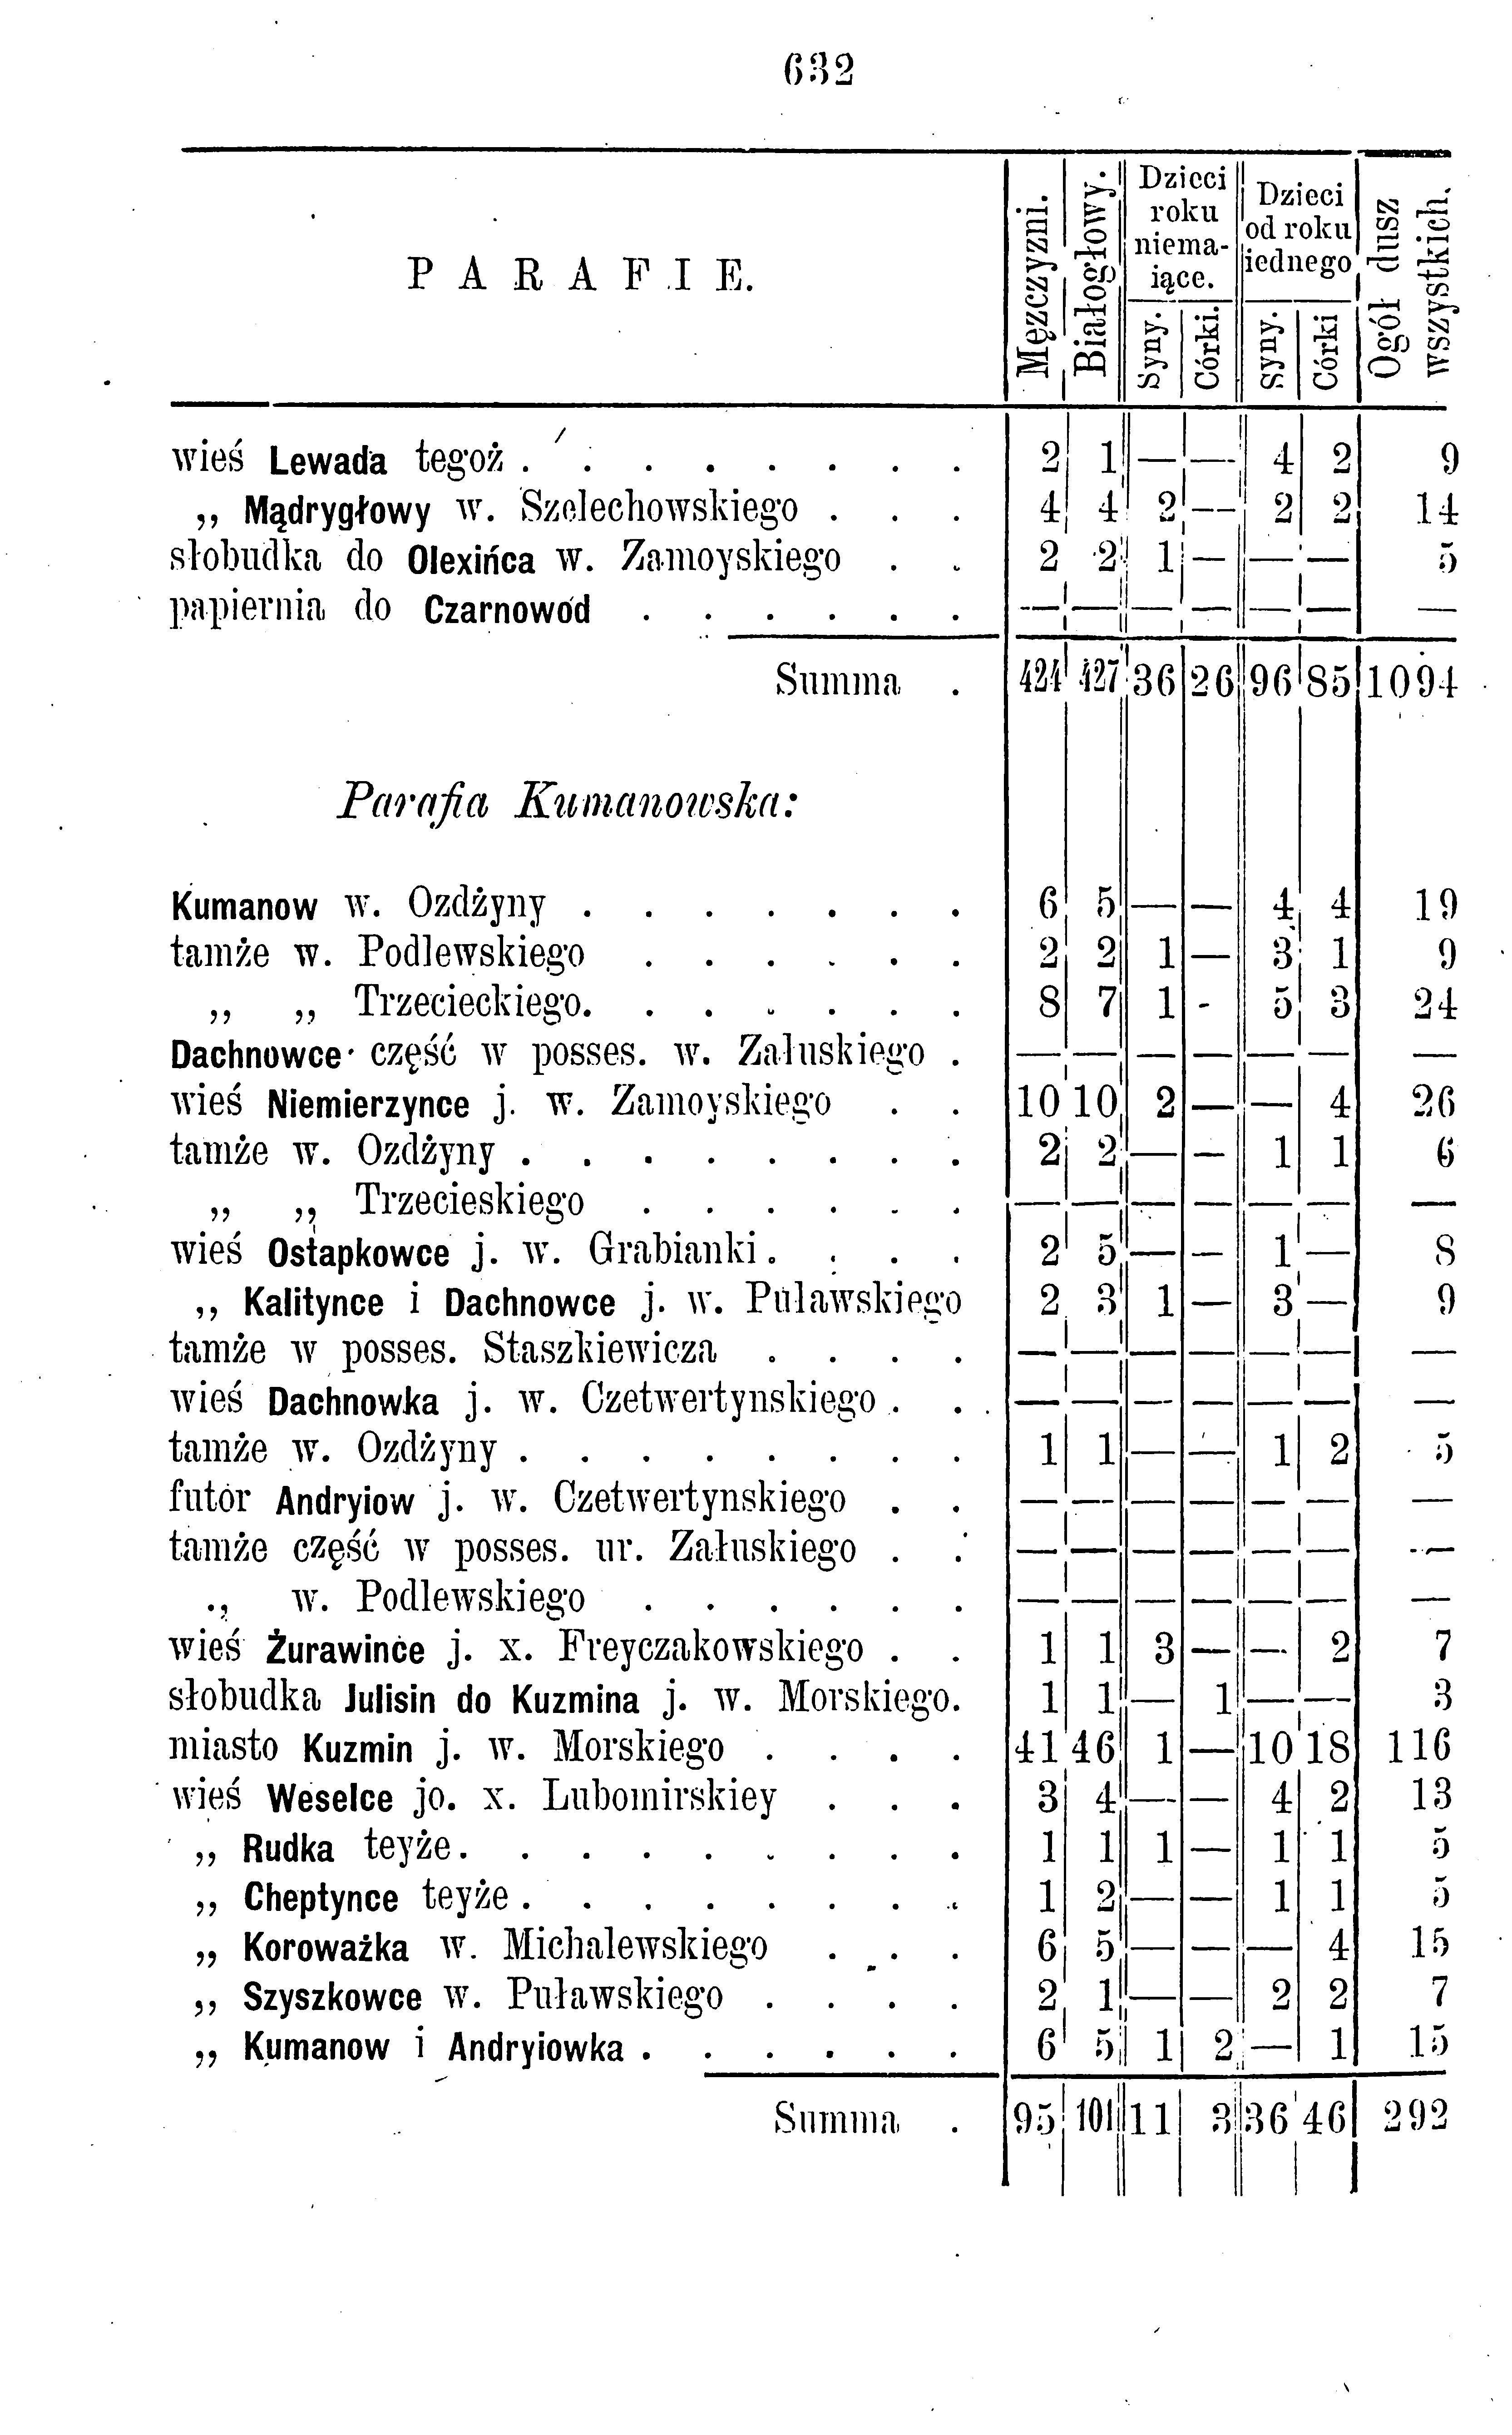 632
PARAFIE.
Męzczyzni.
Białogłowy.
Dzieci
roku
niema-
iące.
Syny.
Córki.
Dzieci
od roku
iednego
Syny.
Córki
Ogół dusz
wszystkich.
wieś Lewada tegoż . . . . . . . . 2 1 — — 4 2 9
„ Mądrygłowy w. Szelechowskiego . . . 4 4 2 — 2 2 14
słobudka do Olexińca w. Zamoyskiego . . 2 2 1 — — — 5
papiernia do Czarnowód . . . . . . — — — — — — —
Summa . 424 427 36 26 96 85 1094
Parafia Kumanowska:
Kumanow w. Ozdżyny . . . . . . . 6 5 — — 4 4 19
tamże w. Podlewskiego . . . . . . 2 2 1 — 3 1 9
„ „ Trzecieckiego. . . . . . . 8 7 1 - 5 3 24
Dachnowce część w posses. w. Załuskiego . — — — — — — —
wieś Niemierzynce j. w. Zamoyskiego . . 10 10 2 — — 4 26
tamże w. Ozdżyny . . . . . . . . 2 2 — — 1 1 6
„ „ Trzecieskiego . . . . . . — — — — — — —
wieś Ostapkowce j. w. Grabianki. . . . 2 5 — — 1 — 8
„ Kalitynce i Dachnowce j. w. Puławskiego 2 3 1 — 3 — 9
tamże w posses. Staszkiewicza . . . . — — — — — — —
wieś Dachnowka j. w. Czetwertynskiego . . — — — — — — —
tamże w. Ozdżyny . . . . . . . . 1 1 — — 1 2 5
futor Andryiow j. w. Czetwertynskiego . . — — — — — — —
tamże część w posses. ur. Załuskiego . . — — — — — — —
„ w. Podlewskiego . . . . . . — — — — — — —
wieś Żurawince j. x. Freyczakowskiego . . 1 1 3 — — 2 7
słobudka Julisin do Kuzmina j. w. Morskiego. 1 1 — 1 — — 3
miasto Kuzmin j. w. Morskiego . . . . 41 46 1 — 10 18 116
wieś Weselce jo. x. Lubomirskiey . . . 3 4 — — 4 2 13
„ Rudka teyże. . . . . . . . . 1 1 1 — 1 1 5
„ Cheptynce teyże . . . . . . . . 1 2 — — 1 1 5
„ Koroważka w. Michalewskiego . . . 6 5 — — — 4 15
„ Szyszkowce w. Puławskiego . . . . 2 1 — — 2 2 7
„ Kumanow i Andryiowka . . . . . . 6 5 1 2 — 1 15
Summa . 95 101 11 3 36 46 292